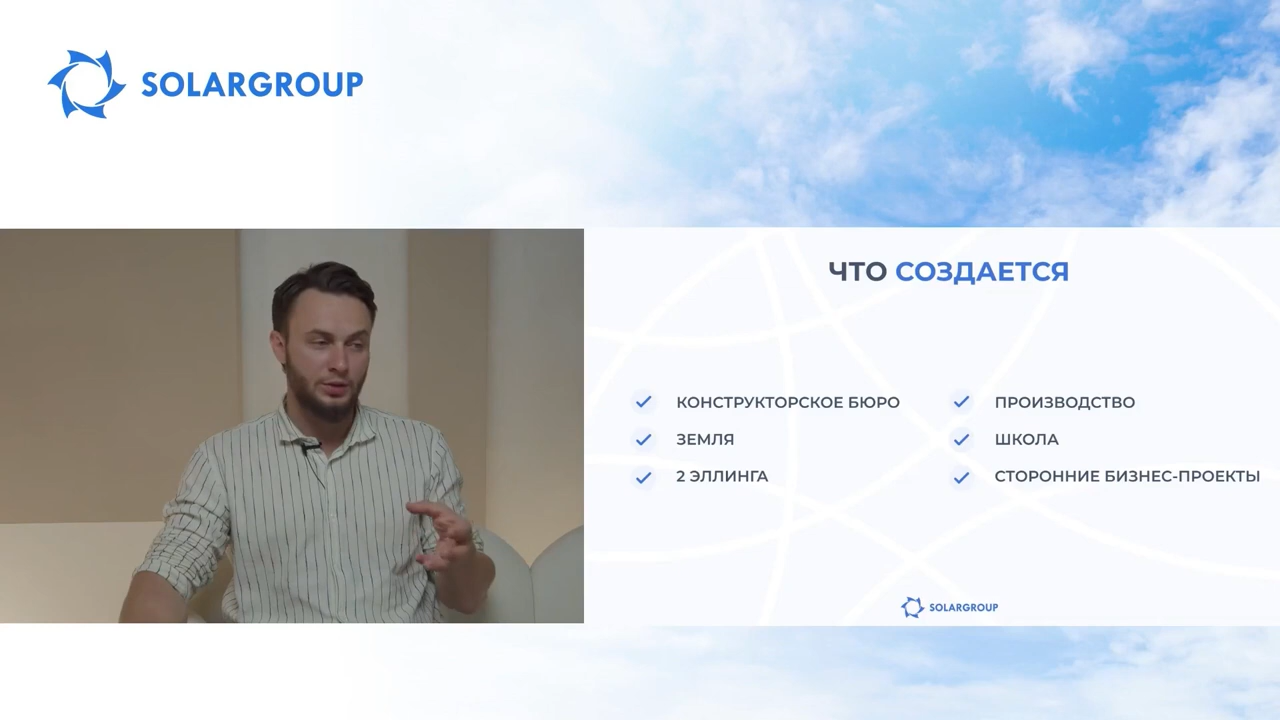 SOLARGROUP
ЧТО СОЗДАЕТСЯ
КОНСТРУКТОРСКОЕ БЮРО
ЗЕМЛЯ
2 ЭЛЛИНГА
ПРОИЗВОДСТВО
ШКОЛА
СТОРОННИЕ БИЗНЕС-ПРОЕКТЫ
SOLARGROUP